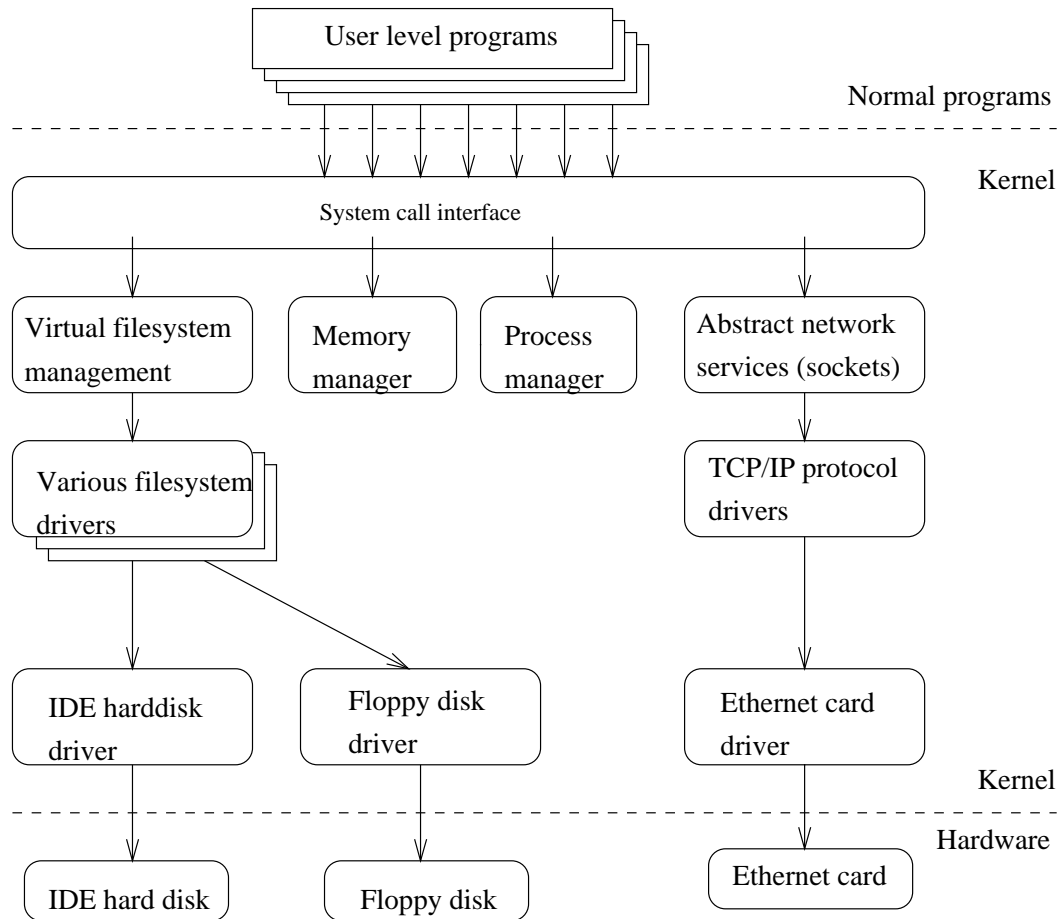 User level programs
Normal programs
Kernel
System call interface
Virtual filesystem
management
Memory
manager
Process
manager
Abstract network
services (sockets)
Various filesystem
drivers
TCP/IP protocol
drivers
IDE harddisk
driver
Floppy disk
driver
Ethernet card
driver
Kernel
Hardware
IDE hard disk
Floppy disk
Ethernet card